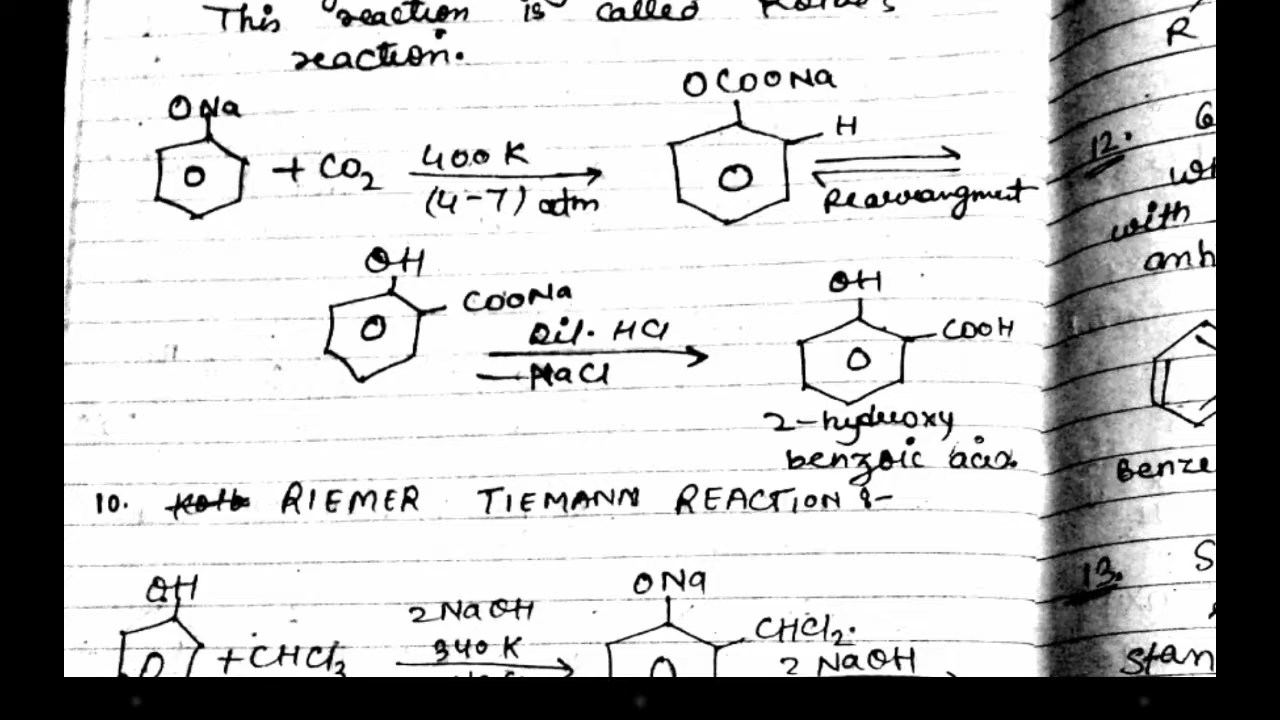 This reaction is called
reaction.
ONa
+ CO2
400 K
(4-7) atm
OCOONa
H
Rearrangment
OH
COONa
Dil. HCl
- NaCl
OH
COOH
2-hydroxy
benzoic acid.
10. RIEMER TIEMANN REACTION :-
OH
+ CHCl3
2 NaOH
340 K
ONa
CHCl2.
2 NaOH
R
12.
with
anh
Benze
13.
S
Stan